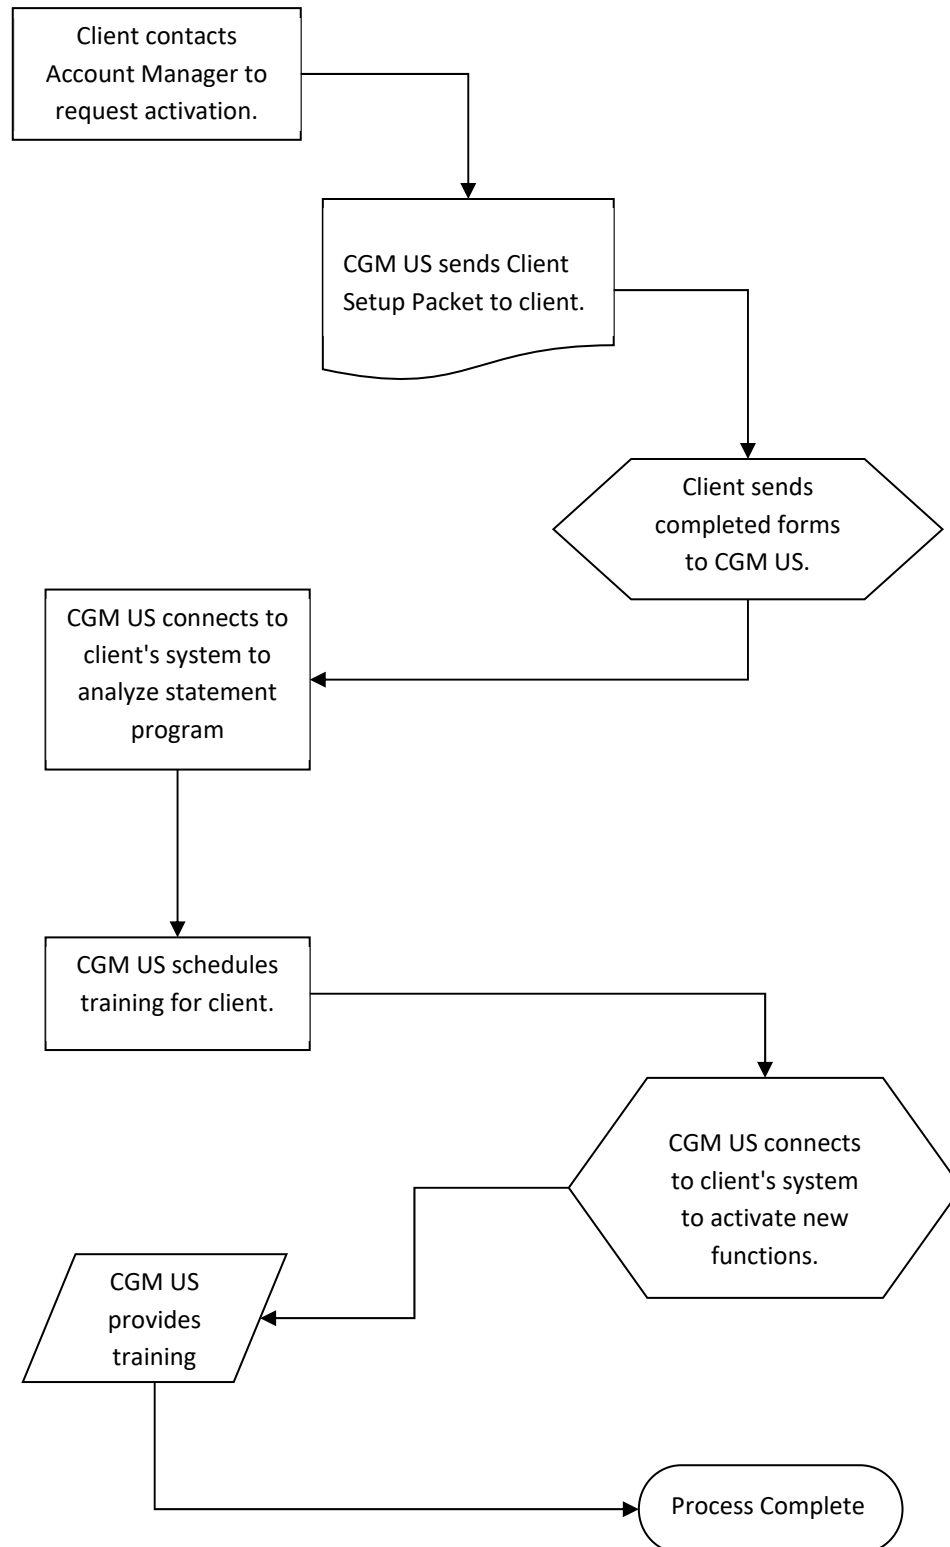 Client contacts
Account Manager to
request activation.
CGM US sends Client
Setup Packet to client.
Client sends
completed forms
to CGM US.
CGM US connects to
client's system to
analyze statement
program
CGM US schedules
training for client.
CGM US connects
to client's system
to activate new
functions.
CGM US
provides
training
Process Complete